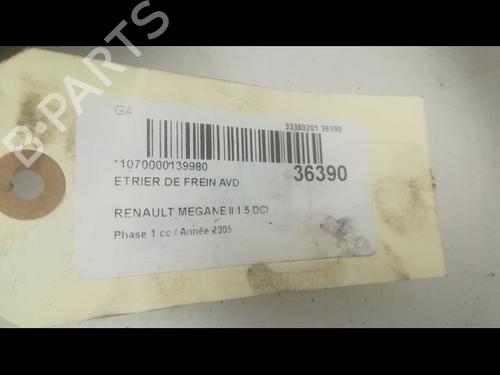 GA
33380201 36390
*1070000139980
36390
ETRIER DE FREIN AVD
RENAULT MEGANE II 1.5 DCI
Phase 1 cc / Année 2005
B-Parts